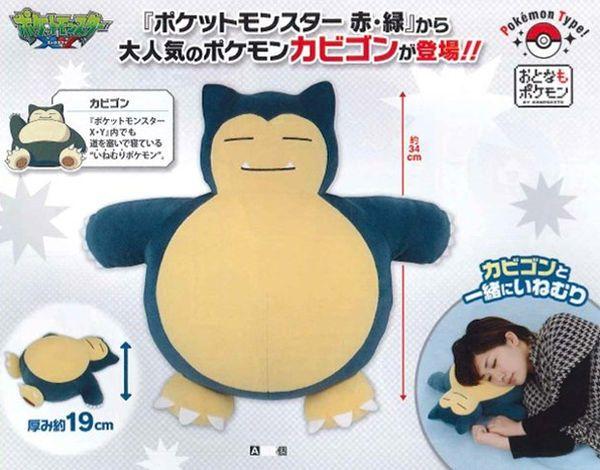 ポケットモンスター
『ポケットモンスター 赤・緑』から
大人気のポケモンカビゴンが登場!!
Pokémon Type!
おとなも
ポケモン
BY BANPRESTO
カビゴン
『ポケットモンスター
X・Y』内でも
道を塞いで寝ている
"いねむりポケモン"。
約
34
cm
カビゴンと
一緒にいねむり
厚み約19cm
A 個